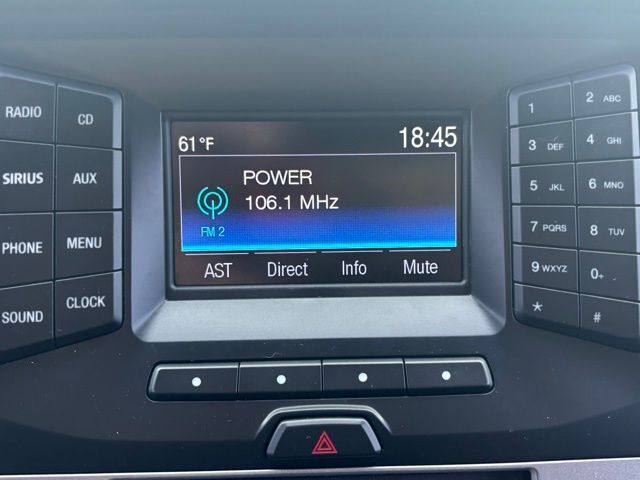 RADIO
CD
SIRIUS
AUX
PHONE
MENU
SOUND
CLOCK
61°F
18:45
POWER
106.1 MHz
FM 2
AST Direct Info Mute
1
2 ABC
3 DEF
4 GHI
5 JKL
6 MNO
7 PQRS
8 TUV
9 WXYZ
0+
*
#